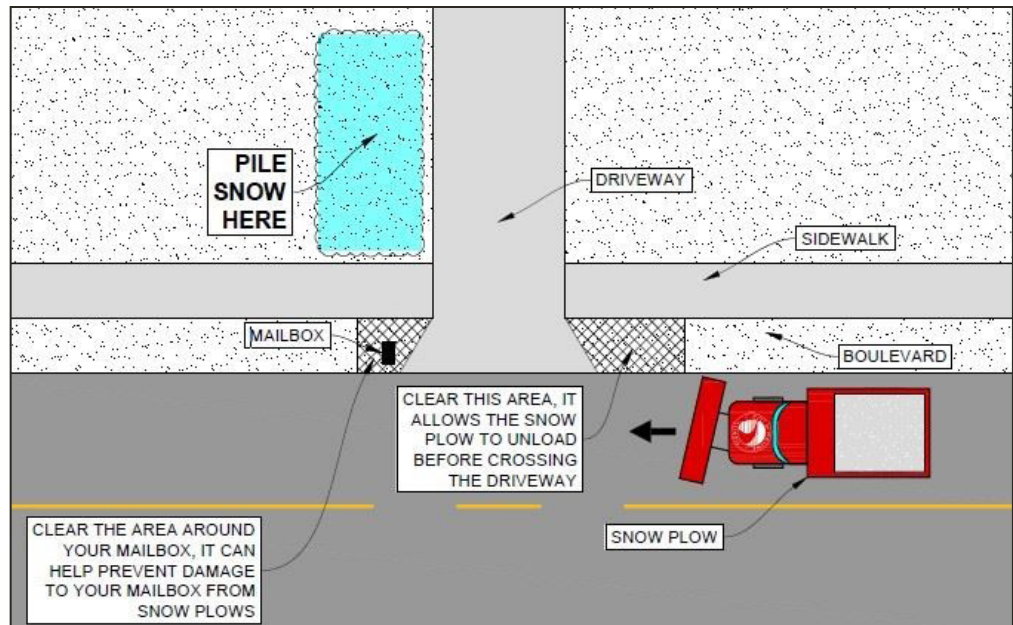 PILE
SNOW
HERE
DRIVEWAY
SIDEWALK
MAILBOX
BOULEVARD
CLEAR THIS AREA, IT
ALLOWS THE SNOW
PLOW TO UNLOAD
BEFORE CROSSING
THE DRIVEWAY
SNOW PLOW
CLEAR THE AREA AROUND
YOUR MAILBOX, IT CAN
HELP PREVENT DAMAGE
TO YOUR MAILBOX FROM
SNOW PLOWS